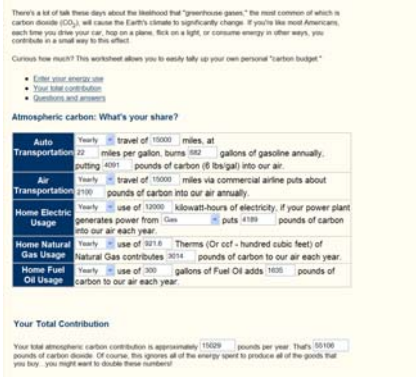 There's a lot of talk these days about the likelihood that "greenhouse gases," the most common of which is
carbon dioxide (CO2), will cause the Earth's climate to significantly change. If you're like most Americans,
each time you drive your car, hop on a plane, flick on a light, or consume energy in other ways, you
contribute in a small way to this effect.
Curious how much? This worksheet allows you to easily tally up your own personal "carbon budget."
Enter your energy use
Your total contribution
Questions and answers
Atmospheric carbon: What's your share?
Auto Transportation
Yearly travel of 15000 miles, at
22 miles per gallon, burns 682 gallons of gasoline annually,
putting 4091 pounds of carbon (6 lbs/gal) into our air.
Air Transportation
Yearly travel of 15000 miles via commercial airline puts about
2100 pounds of carbon into our air annually.
Home Electric Usage
Yearly use of 12000 kilowatt-hours of electricity, if your power plant
generates power from Gas puts 4189 pounds of carbon
into our air each year.
Home Natural Gas Usage
Yearly use of 921.6 Therms (Or ccf - hundred cubic feet) of
Natural Gas contributes 3014 pounds of carbon to our air each year.
Home Fuel Oil Usage
Yearly use of 300 gallons of Fuel Oil adds 1635 pounds of
carbon to our air each year.
Your Total Contribution
Your total atmospheric carbon contribution is approximately 15029 pounds per year. That's 55106
pounds of carbon dioxide. Of course, this ignores all of the energy spent to produce all of the goods that
you buy...you might want to double these numbers!